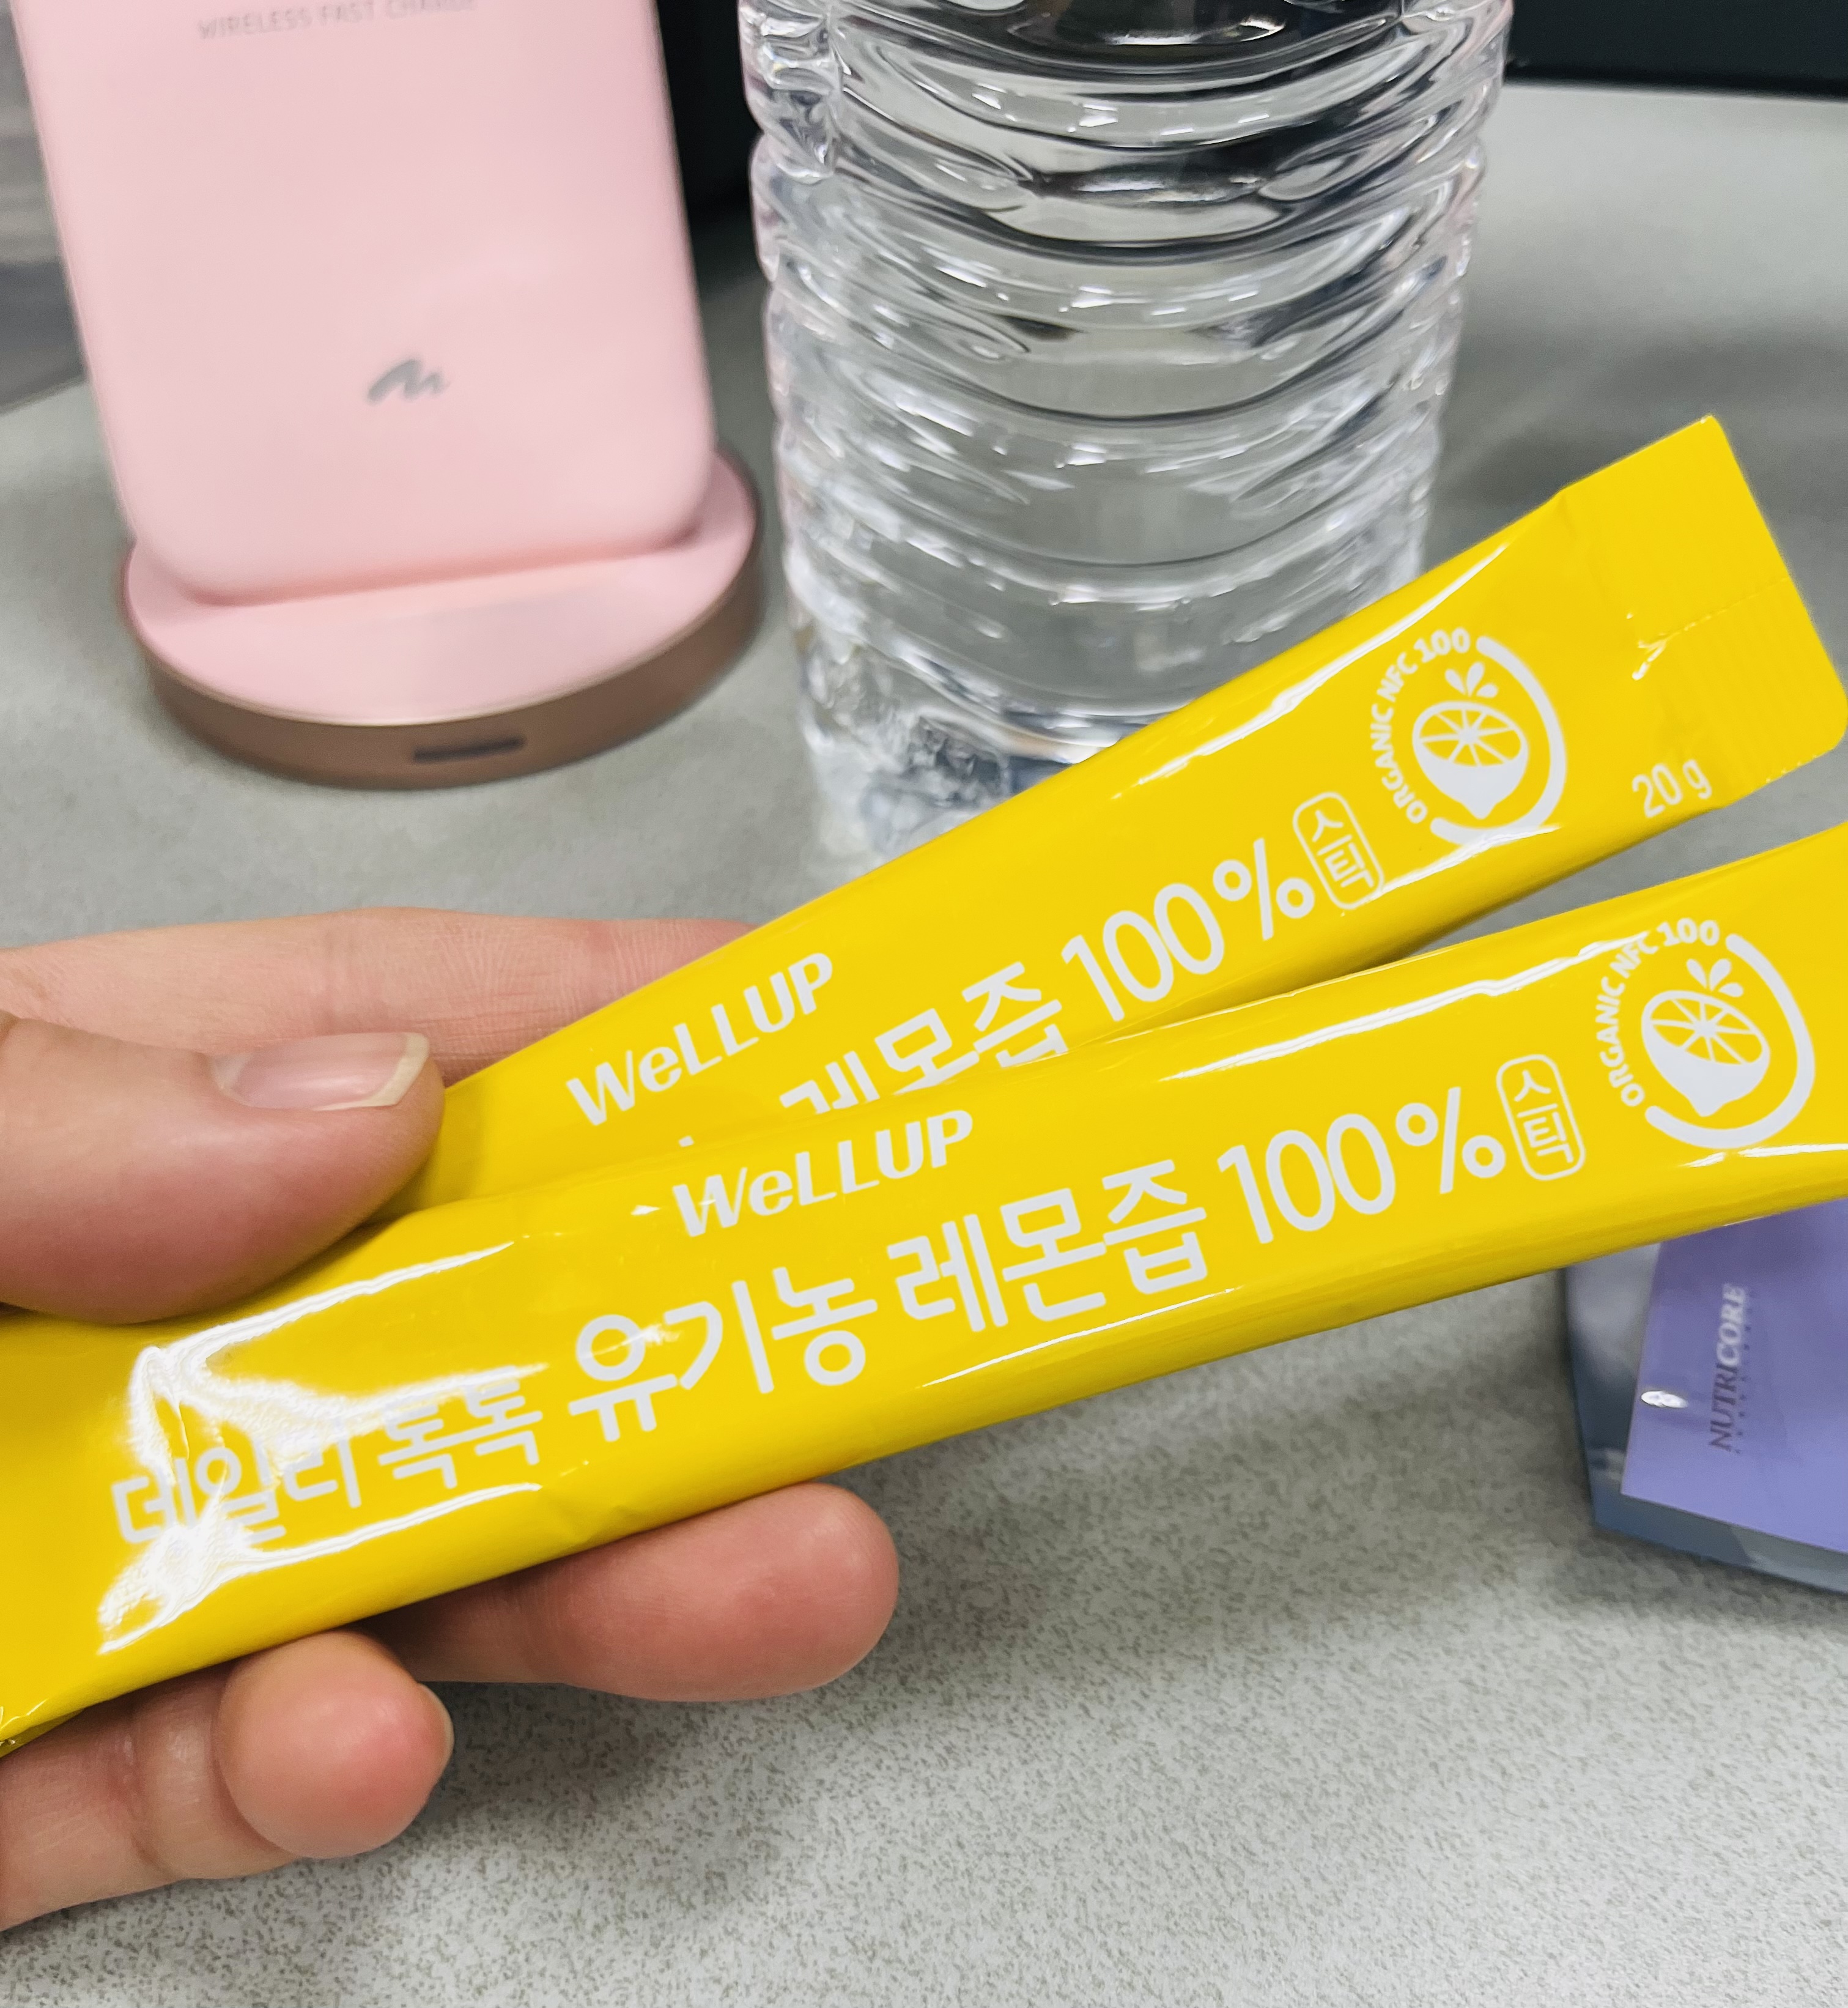 WIRELESS FAST CHARGE
WeLLUP
레몬즙 100% 스틱
ORGANIC NFC 100
20 g
WeLLUP
데일리 톡톡 유기농 레몬즙 100% 스틱
ORGANIC NFC 100
NUTRICORE